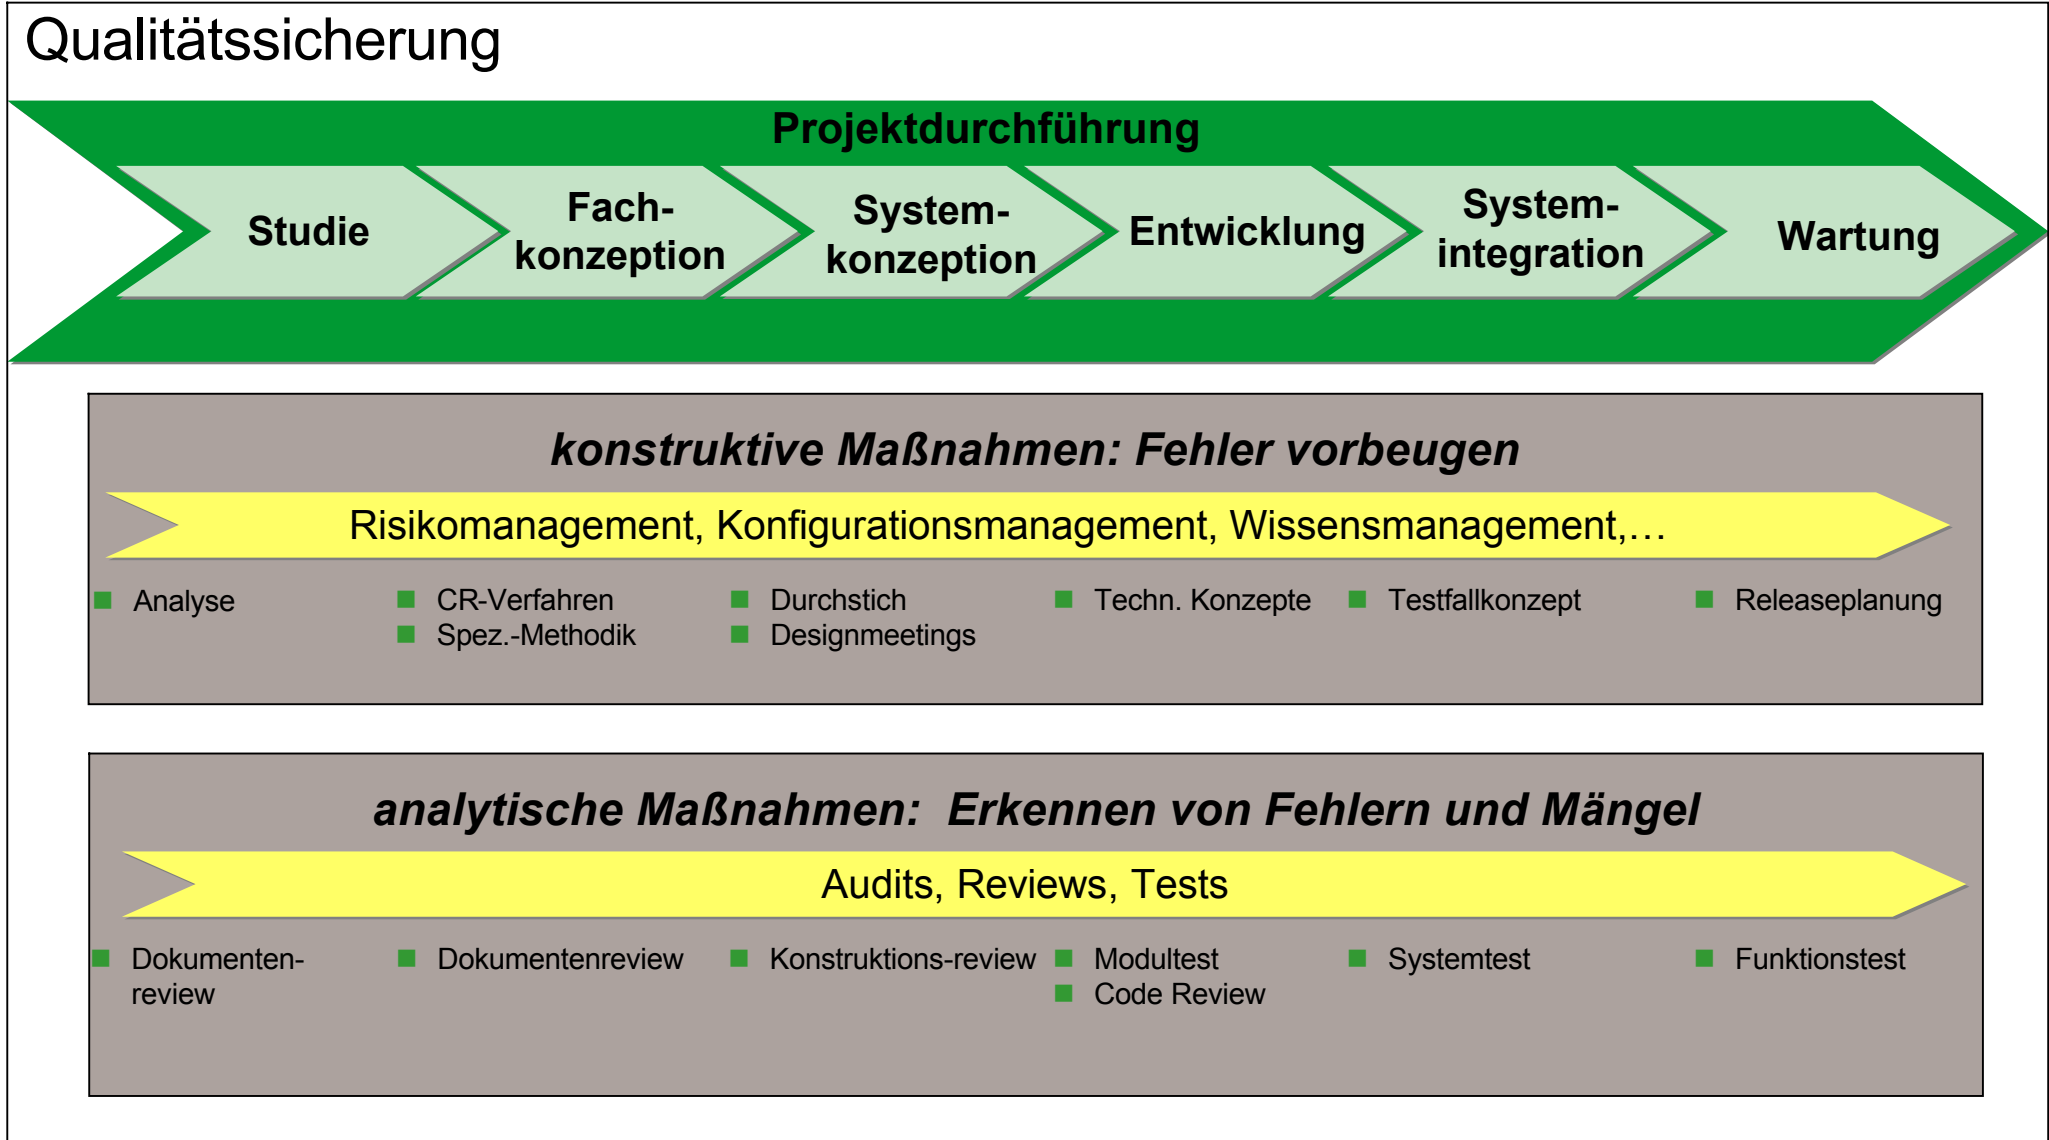 Qualitätssicherung
Projektdurchführung
Studie
Fach-
konzeption
System-
konzeption
Entwicklung
System-
integration
Wartung
konstruktive Maßnahmen: Fehler vorbeugen
Risikomanagement, Konfigurationsmanagement, Wissensmanagement,…
Analyse
CR-Verfahren
Spez.-Methodik
Durchstich
Designmeetings
Techn. Konzepte
Testfallkonzept
Releaseplanung
analytische Maßnahmen:  Erkennen von Fehlern und Mängel
Audits, Reviews, Tests
Dokumenten-
review
Dokumentenreview
Konstruktions-review
Modultest
Code Review
Systemtest
Funktionstest